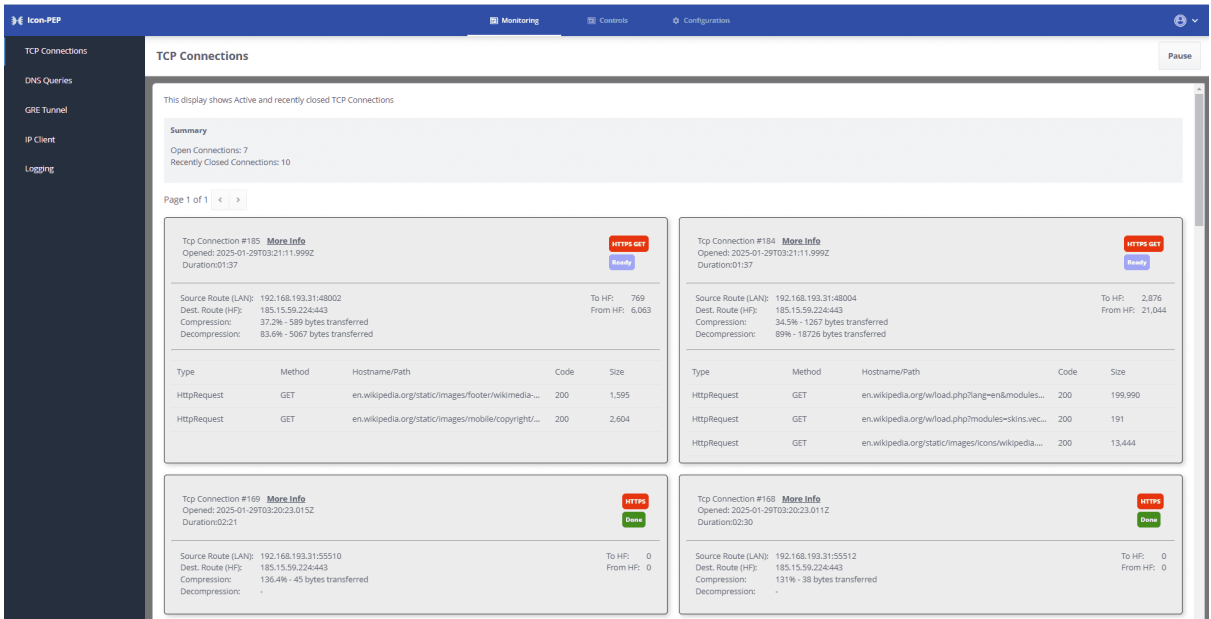 Icon-PEP
Monitoring
Controls
Configuration
TCP Connections
DNS Queries
GRE Tunnel
IP Client
Logging
TCP Connections
Pause
This display shows Active and recently closed TCP Connections
Summary
Open Connections: 7
Recently Closed Connections: 10
Page 1 of 1 < >
Tcp Connection #185 More Info
HTTPS GET
Opened: 2025-01-29T03:21:11.999Z
Ready
Duration:01:37
Source Route (LAN): 192.168.193.31:48002 To HF: 769
Dest. Route (HF): 185.15.59.224:443 From HF: 6,063
Compression: 37.2% - 589 bytes transferred
Decompression: 83.6% - 5067 bytes transferred
Type Method Hostname/Path Code Size
HttpRequest GET en.wikipedia.org/static/images/footer/wikimedia-... 200 1,595
HttpRequest GET en.wikipedia.org/static/images/mobile/copyright/... 200 2,604
Tcp Connection #184 More Info
HTTPS GET
Opened: 2025-01-29T03:21:11.999Z
Ready
Duration:01:37
Source Route (LAN): 192.168.193.31:48004 To HF: 2,876
Dest. Route (HF): 185.15.59.224:443 From HF: 21,044
Compression: 34.5% - 1267 bytes transferred
Decompression: 89% - 18726 bytes transferred
Type Method Hostname/Path Code Size
HttpRequest GET en.wikipedia.org/w/load.php?lang=en&modules... 200 199,990
HttpRequest GET en.wikipedia.org/w/load.php?modules=skins.vec... 200 191
HttpRequest GET en.wikipedia.org/static/images/icons/wikipedia.... 200 13,444
Tcp Connection #169 More Info
HTTPS
Opened: 2025-01-29T03:20:23.015Z
Done
Duration:02:21
Source Route (LAN): 192.168.193.31:55510 To HF: 0
Dest. Route (HF): 185.15.59.224:443 From HF: 0
Compression: 136.4% - 45 bytes transferred
Decompression: -
Tcp Connection #168 More Info
HTTPS
Opened: 2025-01-29T03:20:23.011Z
Done
Duration:02:30
Source Route (LAN): 192.168.193.31:55512 To HF: 0
Dest. Route (HF): 185.15.59.224:443 From HF: 0
Compression: 131% - 38 bytes transferred
Decompression: -